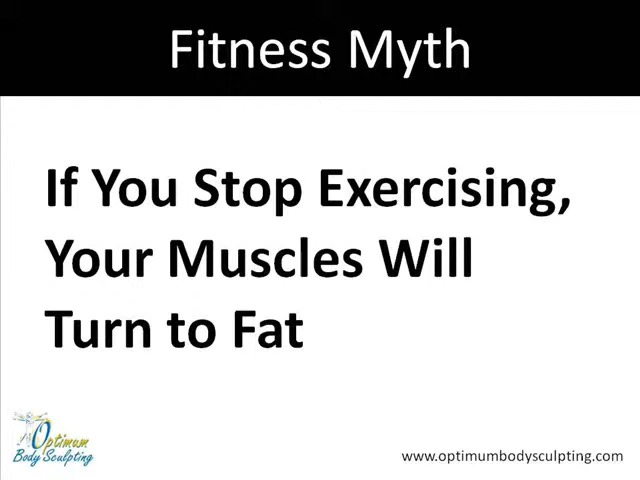 Fitness Myth
If You Stop Exercising,
Your Muscles Will
Turn to Fat
Optimum
Body Sculpting
www.optimumbodysculpting.com